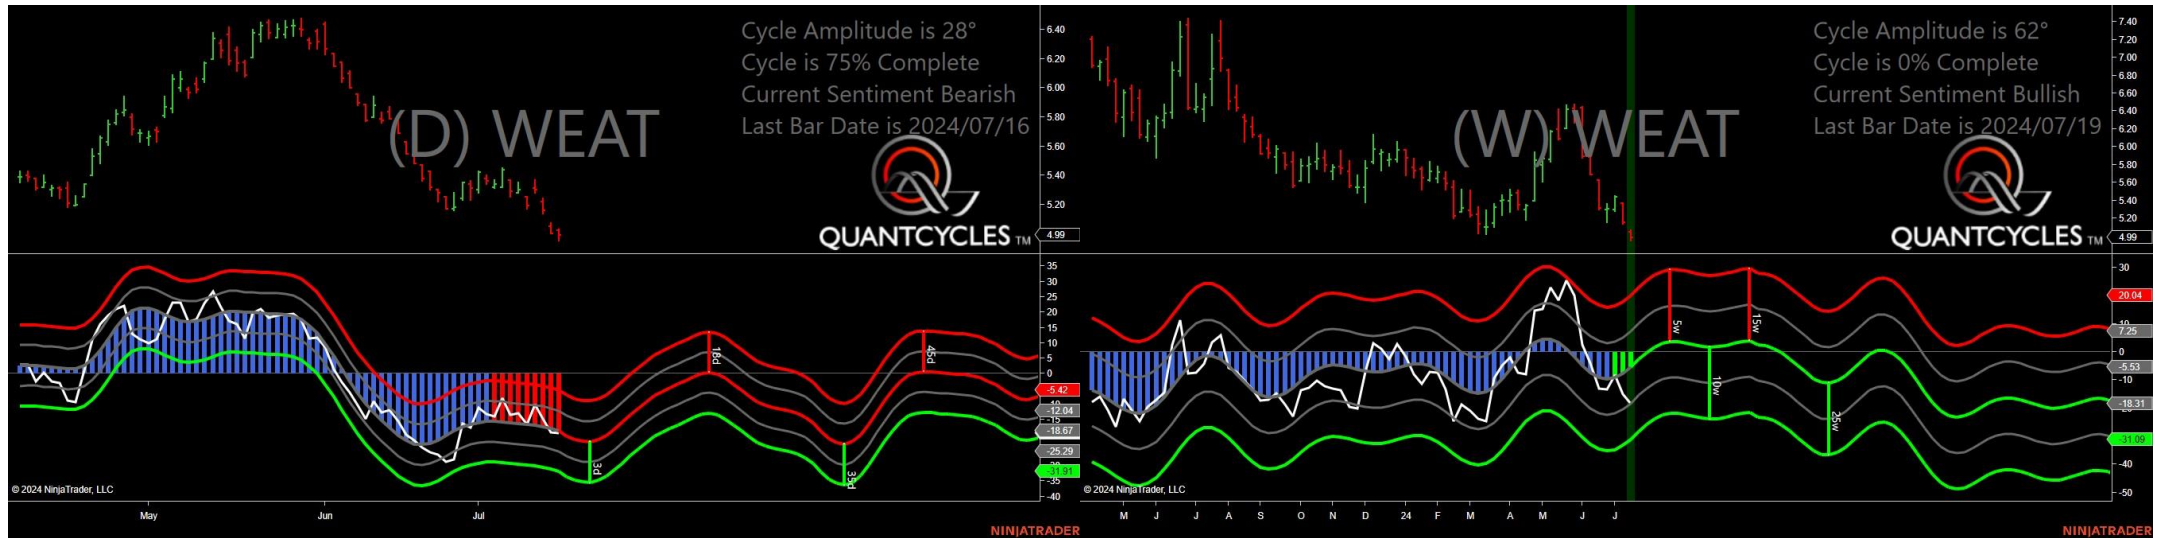 Cycle Amplitude is 28°
Cycle is 75% Complete
Current Sentiment Bearish
Last Bar Date is 2024/07/16
(D) WEAT
QUANTCYCLES TM
6.40
6.20
6.00
5.80
5.60
5.40
5.20
4.99
35
30
25
20
15
10
5
0
-5.42
-12.04
-15
-18.67
-25.29
-31.91
-35
-40
18d
45d
3d
35d
© 2024 NinjaTrader, LLC
May
Jun
Jul
NINJATRADER
Cycle Amplitude is 62°
Cycle is 0% Complete
Current Sentiment Bullish
Last Bar Date is 2024/07/19
(W) WEAT
QUANTCYCLES TM
7.40
7.20
7.00
6.80
6.60
6.40
6.20
6.00
5.80
5.60
5.40
5.20
4.99
30
20.04
10
7.25
0
-5.53
-10
-18.31
-31.09
-40
-50
5w
15w
10w
25w
© 2024 NinjaTrader, LLC
M J J A S O N D 24 F M A M J J
NINJATRADER